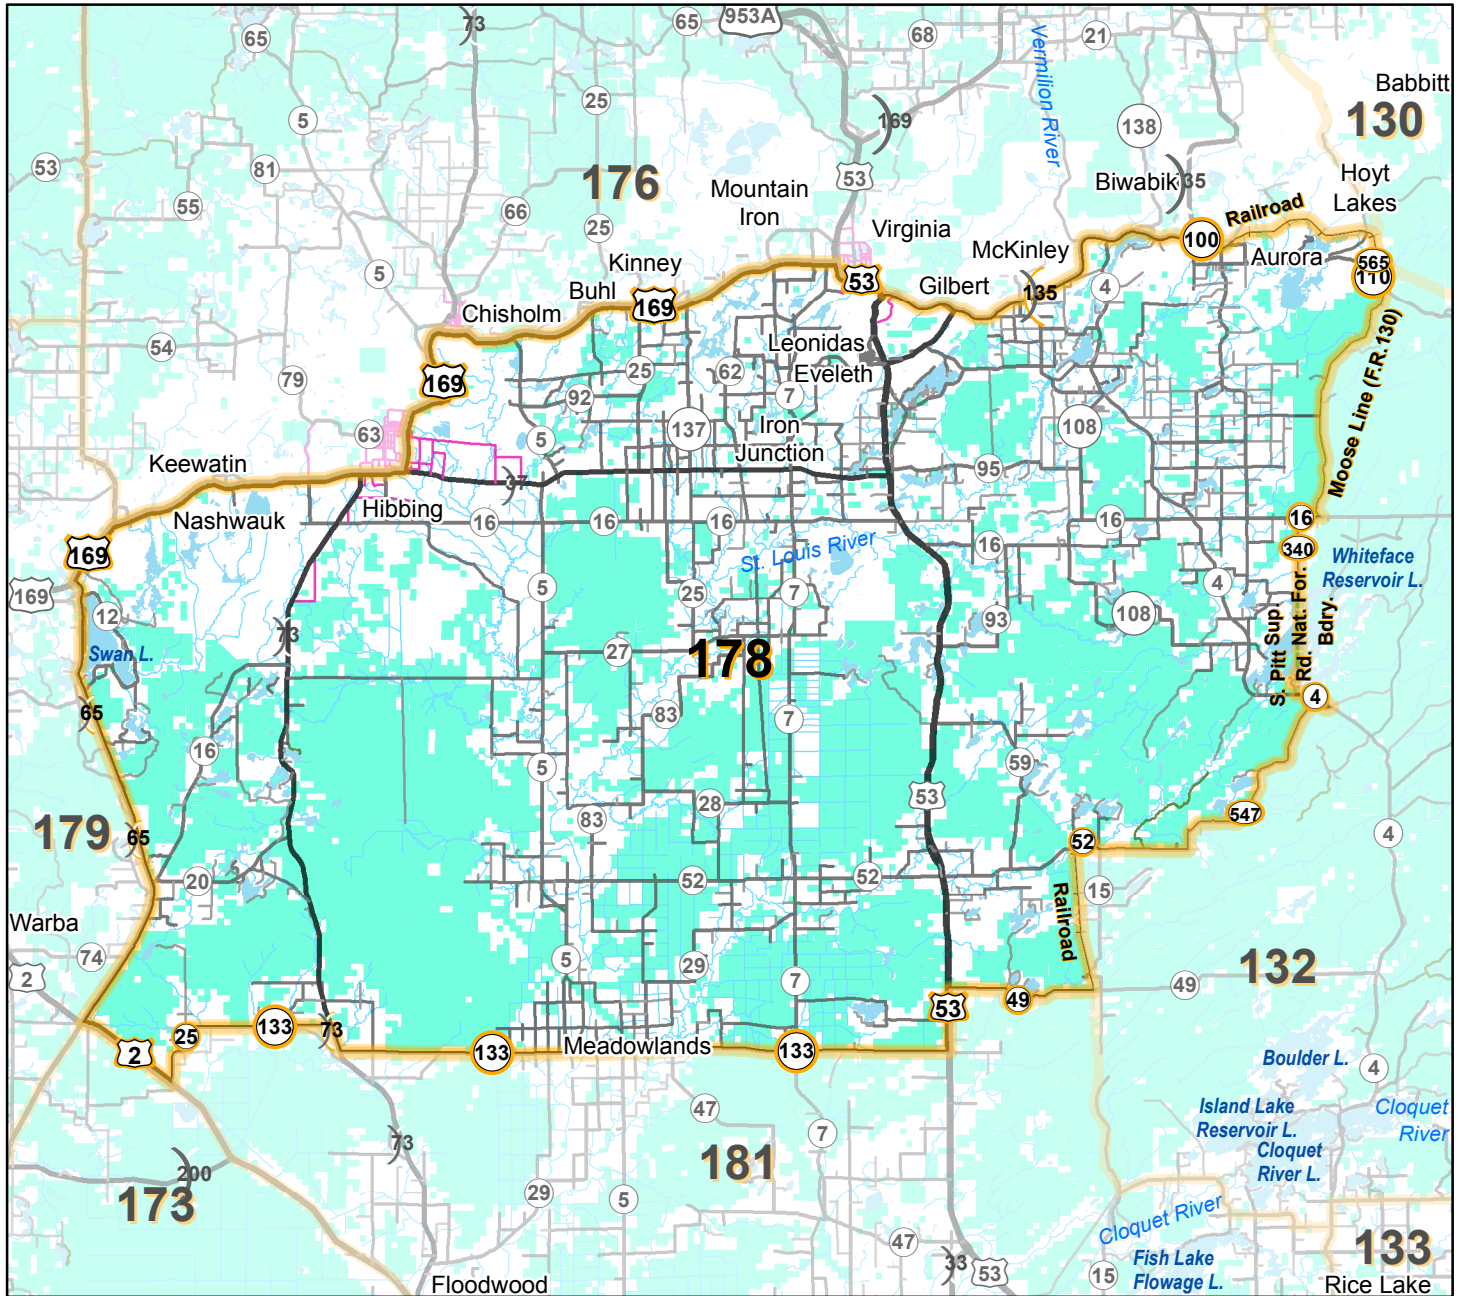 73
65
953A
68
21
65
Babbitt
130
25
5
169
138
Vermilion River
53
81
176
53
Biwabik
35
Hoyt
Lakes
55
66
Mountain
Iron
25
Virginia
McKinley
100
Railroad
Aurora
565
110
5
Kinney
Buhl
169
53
Gilbert
135
4
Chisholm
54
Leonidas
Eveleth
79
169
25
62
92
7
63
5
137
Iron
Junction
108
Moose Line (F.R. 130)
Keewatin
95
37
Nashwauk
Hibbing
16
16
16
16
16
16
169
St. Louis River
340
Whiteface
Reservoir L.
169
12
5
25
7
4
108
93
73
Swan L.
27
178
S. Pitt Sup.
Rd. Nat. For.
Bdry.
4
65
83
7
16
5
59
53
28
83
547
179
65
52
4
20
52
52
15
Railroad
Warba
74
2
5
29
7
132
49
49
53
25
133
73
2
133
Meadowlands
133
Boulder L.
4
47
7
Island Lake
Reservoir L.
Cloquet
River
73
Cloquet
River L.
200
181
173
29
5
47
Cloquet River
133
33
53
15
Fish Lake
Flowage L.
Floodwood
Rice Lake